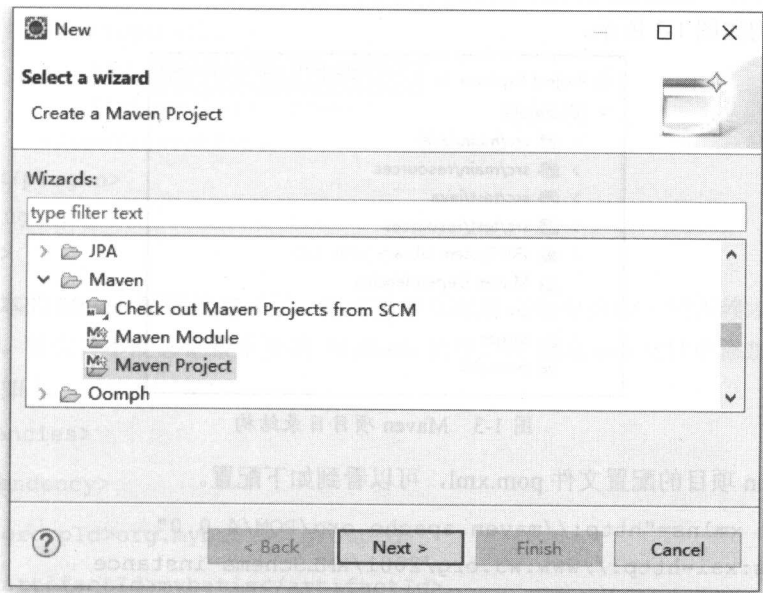 New
Select a wizard
Create a Maven Project
Wizards:
type filter text
JPA
Maven
Check out Maven Projects from SCM
Maven Module
Maven Project
Oomph
< Back
Next >
Finish
Cancel